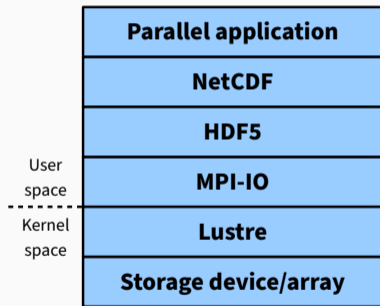 Parallel application
NetCDF
HDF5
User
space
MPI-IO
Kernel
space
Lustre
Storage device/array